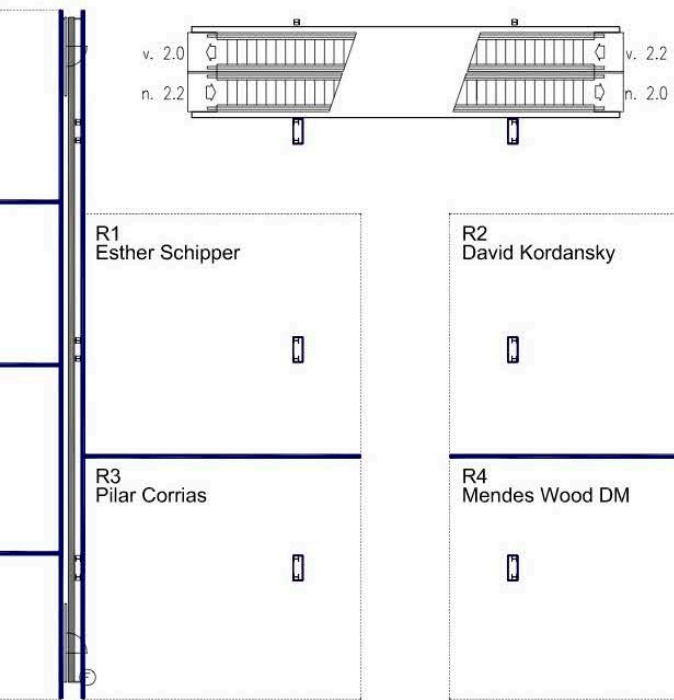 v. 2.0
v. 2.2
n. 2.2
n. 2.0
R1
Esther Schipper
R2
David Kordansky
R3
Pilar Corrias
R4
Mendes Wood DM